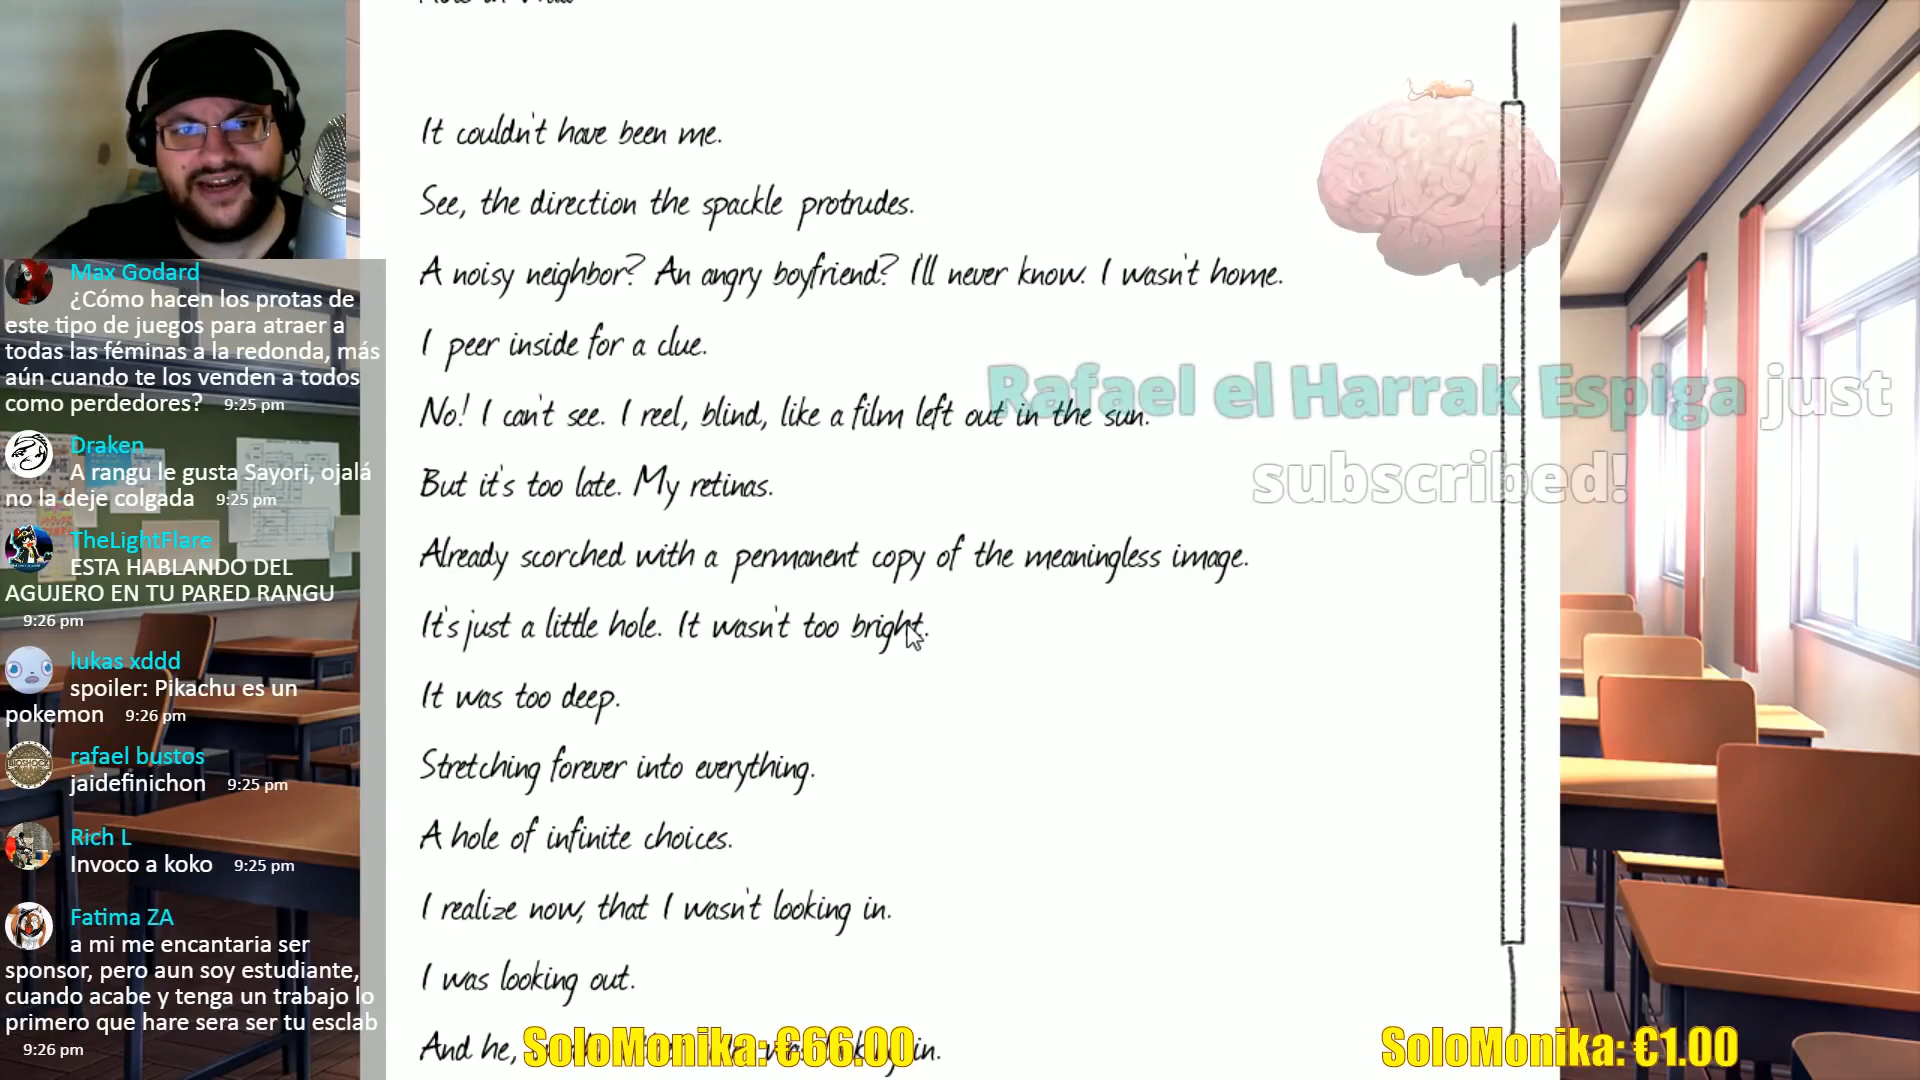 It couldn't have been me.
See, the direction the spackle protrudes.
A noisy neighbor? An angry boyfriend? I'll never know. I wasn't home.
I peer inside for a clue.
No! I can't see. I reel, blind, like a film left out in the sun.
But it's too late. My retinas.
Already scorched with a permanent copy of the meaningless image.
It's just a little hole. It wasn't too bright.
It was too deep.
Stretching forever into everything.
A hole of infinite choices.
I realize now, that I wasn't looking in.
I was looking out.
And he, in.
Rafael el Harrak Espiga just
subscribed!
Max Godard
¿Cómo hacen los protas de
este tipo de juegos para atraer a
todas las féminas a la redonda, más
aún cuando te los venden a todos
como perdedores? 9:25 pm
Draken
A rangu le gusta Sayori, ojalá
no la deje colgada 9:25 pm
TheLightFlare
ESTA HABLANDO DEL
AGUJERO EN TU PARED RANGU
9:26 pm
lukas xddd
spoiler: Pikachu es un
pokemon 9:26 pm
rafael bustos
jaidefinichon 9:25 pm
Rich L
Invoco a koko 9:25 pm
Fatima ZA
a mi me encantaria ser
sponsor, pero aun soy estudiante,
cuando acabe y tenga un trabajo lo
primero que hare sera ser tu esclab
9:26 pm
SoloMonika: €66.00
SoloMonika: €1.00